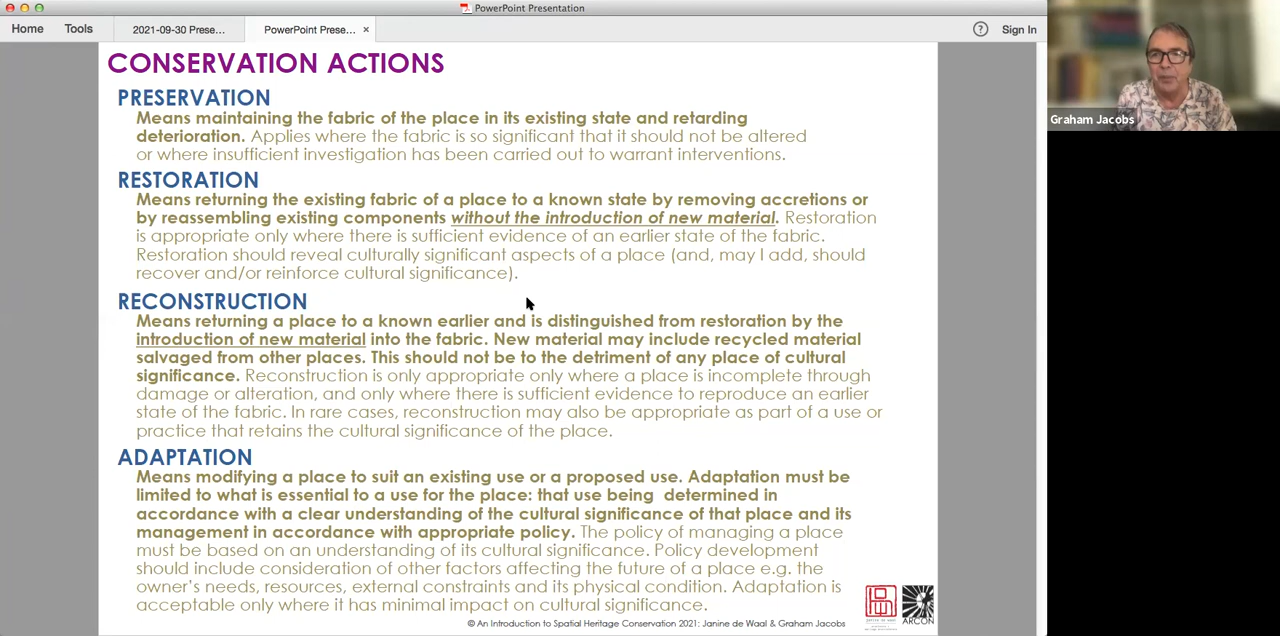 PowerPoint Presentation
Home Tools 2021-09-30 Prese... PowerPoint Prese... × ? Sign In
CONSERVATION ACTIONS
PRESERVATION
Means maintaining the fabric of the place in its existing state and retarding
deterioration. Applies where the fabric is so significant that it should not be altered
or where insufficient investigation has been carried out to warrant interventions.
RESTORATION
Means returning the existing fabric of a place to a known state by removing accretions or
by reassembling existing components without the introduction of new material. Restoration
is appropriate only where there is sufficient evidence of an earlier state of the fabric.
Restoration should reveal culturally significant aspects of a place (and, may I add, should
recover and/or reinforce cultural significance).
RECONSTRUCTION
Means returning a place to a known earlier and is distinguished from restoration by the
introduction of new material into the fabric. New material may include recycled material
salvaged from other places. This should not be to the detriment of any place of cultural
significance. Reconstruction is only appropriate only where a place is incomplete through
damage or alteration, and only where there is sufficient evidence to reproduce an earlier
state of the fabric. In rare cases, reconstruction may also be appropriate as part of a use or
practice that retains the cultural significance of the place.
ADAPTATION
Means modifying a place to suit an existing use or a proposed use. Adaptation must be
limited to what is essential to a use for the place: that use being determined in
accordance with a clear understanding of the cultural significance of that place and its
management in accordance with appropriate policy. The policy of managing a place
must be based on an understanding of its cultural significance. Policy development
should include consideration of other factors affecting the future of a place e.g. the
owner's needs, resources, external constraints and its physical condition. Adaptation is
acceptable only where it has minimal impact on cultural significance.
janine de waal
ARCON
© An Introduction to Spatial Heritage Conservation 2021: Janine de Waal & Graham Jacobs
Graham Jacobs